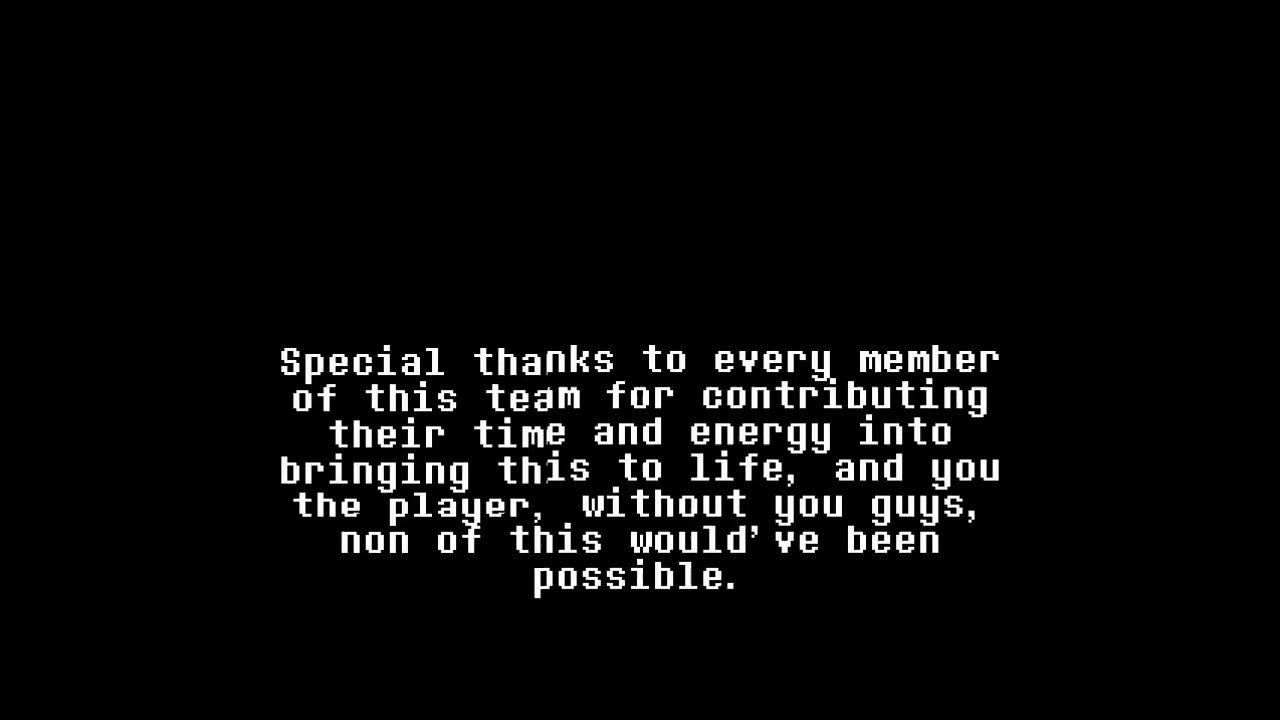 Special thanks to every member
of this team for contributing
their time and energy into
bringing this to life, and you
the player, without you guys,
non of this would've been
possible.